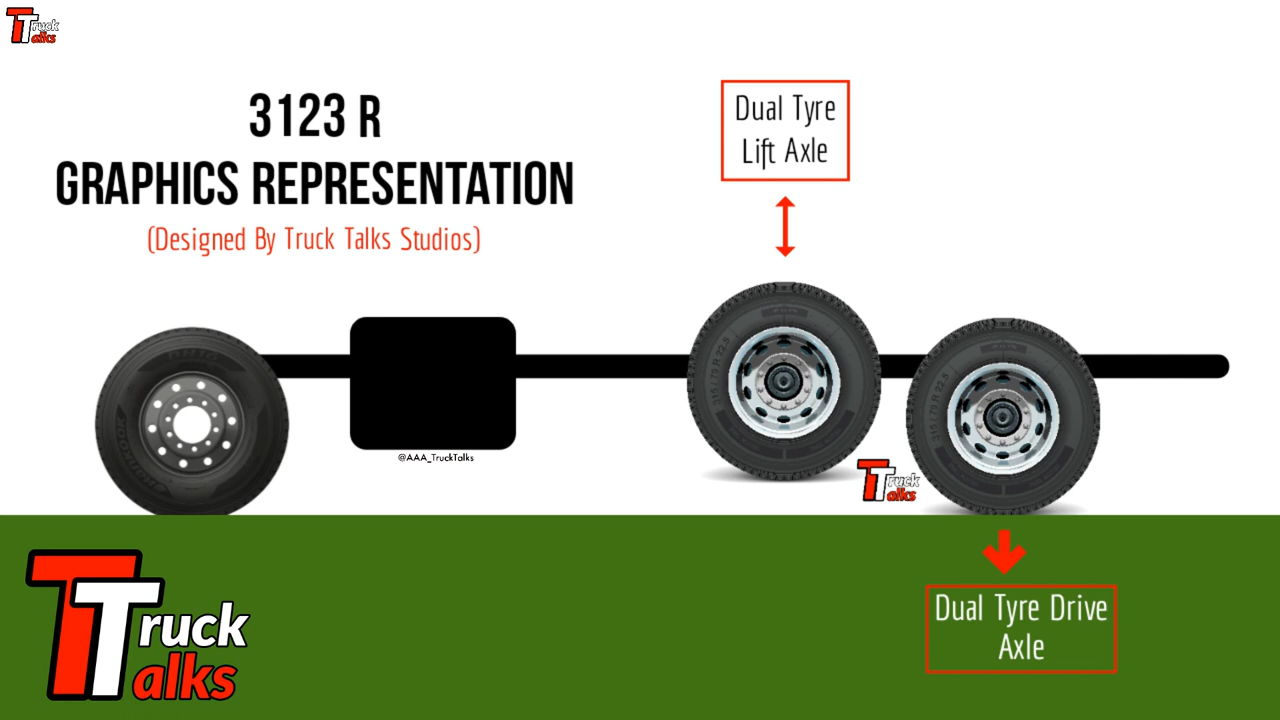 Truck
Talks
3123 R
GRAPHICS REPRESENTATION
(Designed By Truck Talks Studios)
Dual Tyre
Lift Axle
@AAA_TruckTalks
Truck
Talks
Dual Tyre Drive
Axle
Truck
Talks